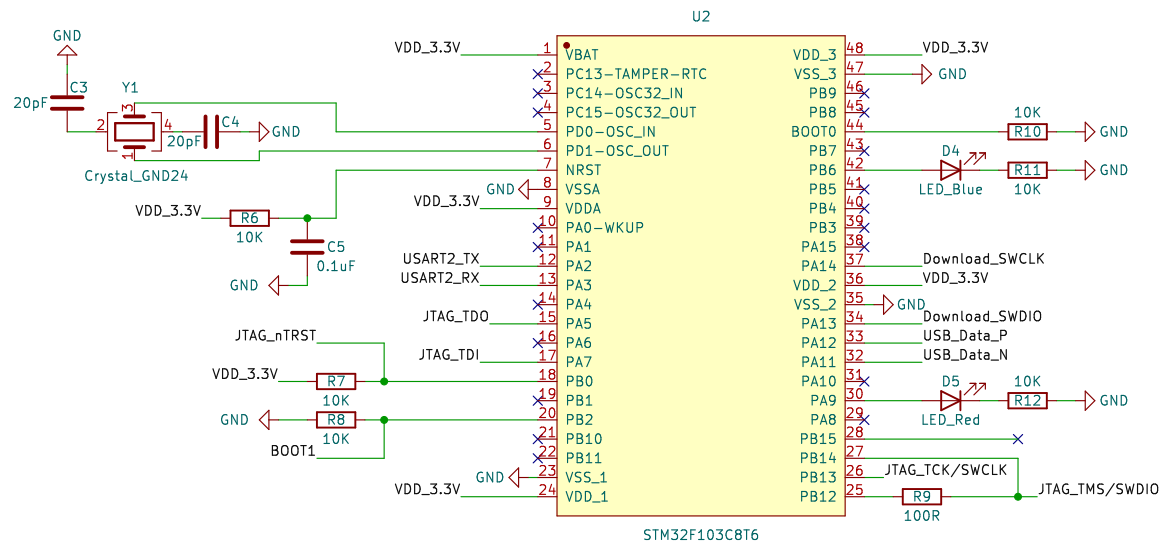 U2
GND
C3
20pF
Y1
3
2
4
1
20pF
C4
GND
Crystal_GND24
VDD_3.3V
R6
10K
C5
0.1uF
GND
VDD_3.3V 1 VBAT
2 PC13-TAMPER-RTC
3 PC14-OSC32_IN
4 PC15-OSC32_OUT
5 PD0-OSC_IN
6 PD1-OSC_OUT
7 NRST
GND 8 VSSA
VDD_3.3V 9 VDDA
10 PA0-WKUP
11 PA1
USART2_TX 12 PA2
USART2_RX 13 PA3
14 PA4
JTAG_TDO 15 PA5
16 PA6
JTAG_TDI 17 PA7
18 PB0
19 PB1
20 PB2
21 PB10
22 PB11
GND 23 VSS_1
VDD_3.3V 24 VDD_1
JTAG_nTRST
VDD_3.3V
R7
10K
GND
R8
10K
BOOT1
VDD_3 48 VDD_3.3V
VSS_3 47 GND
PB9 46
PB8 45
BOOT0 44
PB7 43
PB6 42
PB5 41
PB4 40
PB3 39
PA15 38
PA14 37 Download_SWCLK
VDD_2 36 VDD_3.3V
VSS_2 35 GND
PA13 34 Download_SWDIO
PA12 33 USB_Data_P
PA11 32 USB_Data_N
PA10 31
PA9 30
PA8 29
PB15 28
PB14 27
PB13 26 JTAG_TCK/SWCLK
PB12 25
10K
R10
GND
D4
LED_Blue
R11
10K
GND
D5
LED_Red
10K
R12
GND
R9
100R
JTAG_TMS/SWDIO
STM32F103C8T6